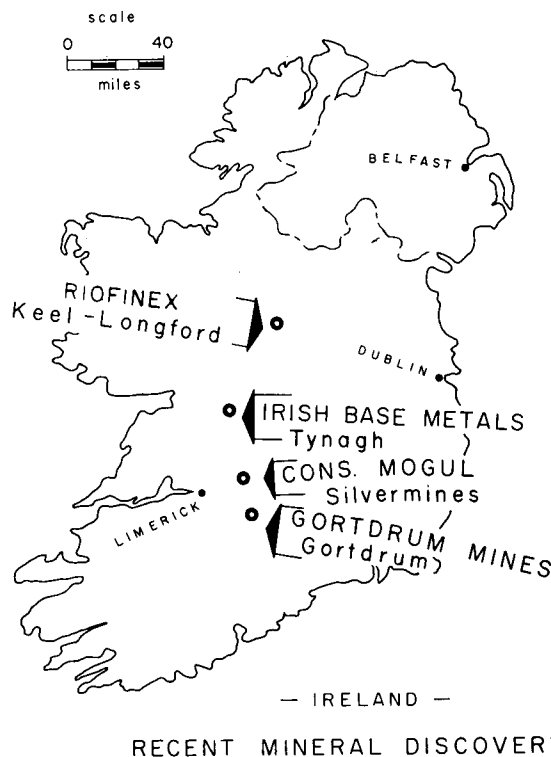 scale
0 40
miles
BELFAST
RIOFINEX
Keel-Longford
DUBLIN
IRISH BASE METALS
Tynagh
CONS. MOGUL
Silvermines
LIMERICK
GORTDRUM MINES
Gortdrum
— IRELAND —
RECENT MINERAL DISCOVER